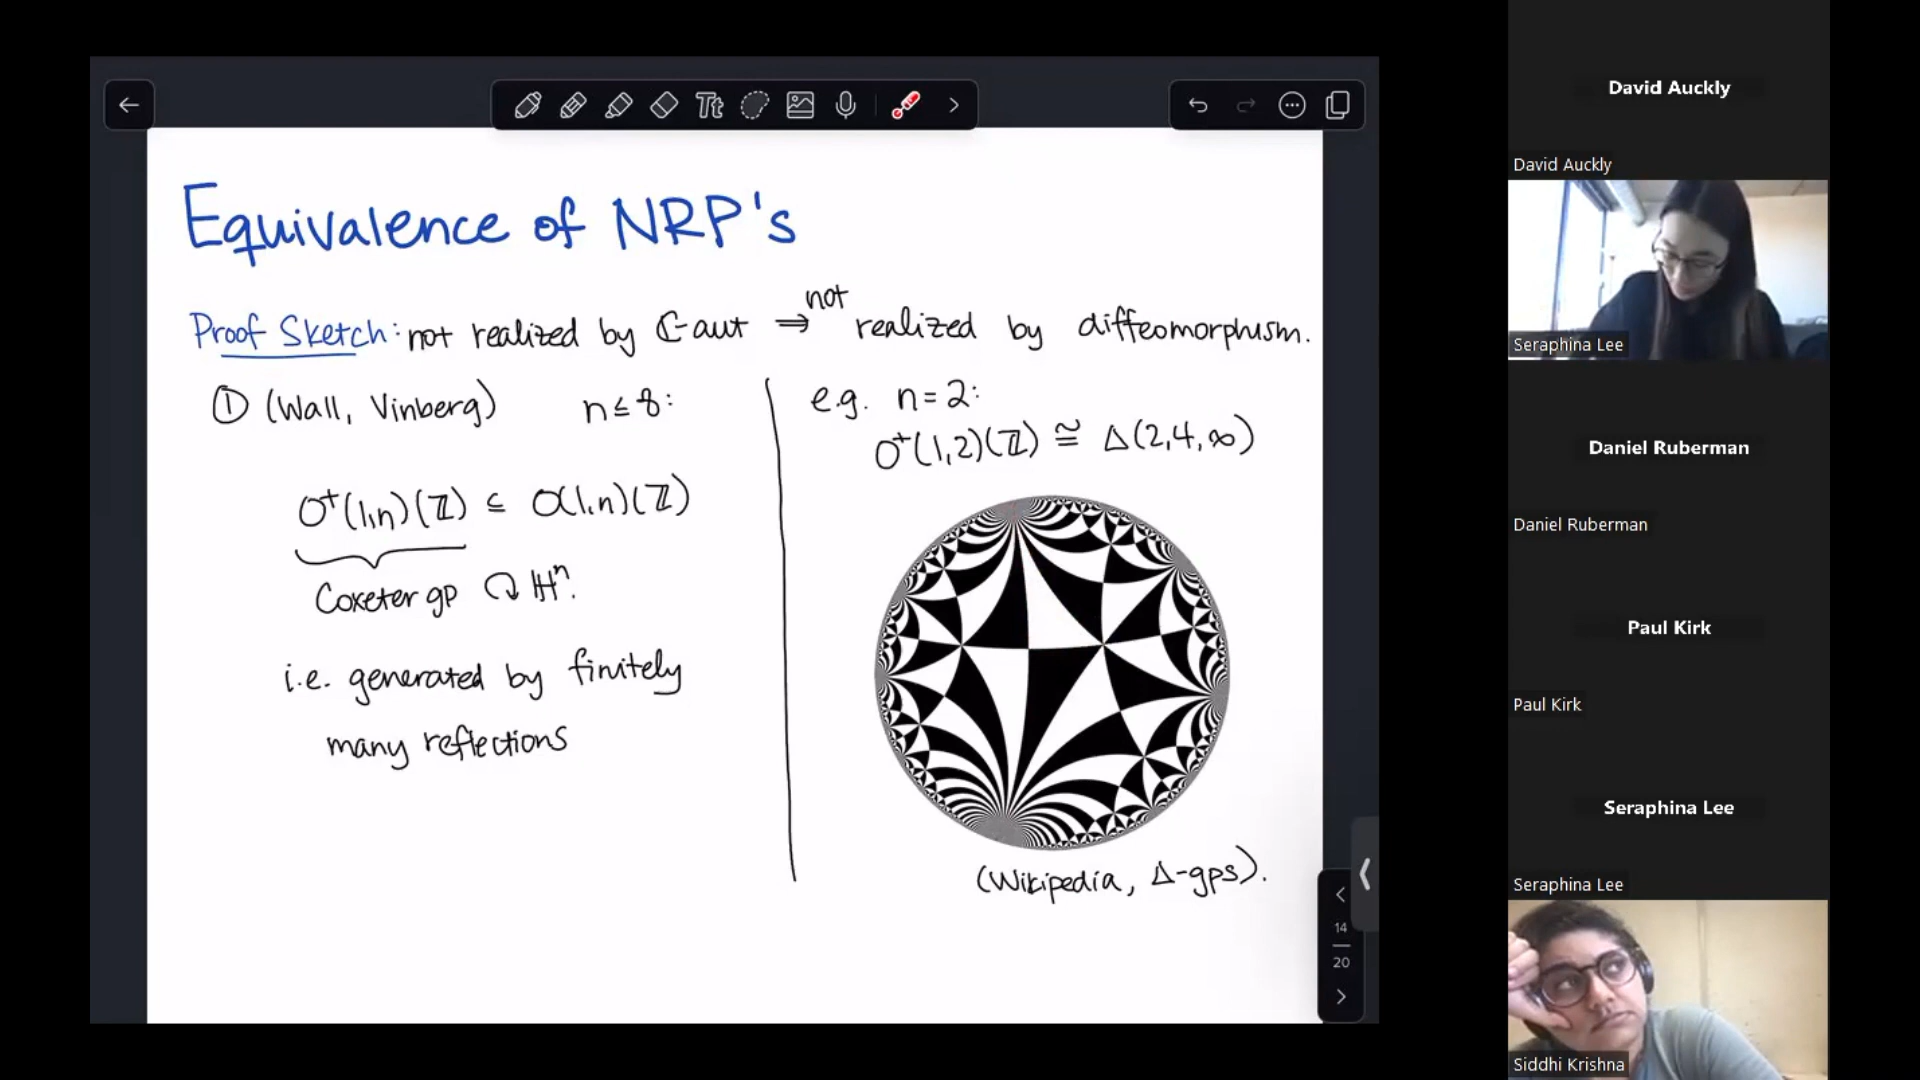 Tt
Equivalence of NRP's
Proof Sketch: not realized by ℂ-aut ⟹ not realized by diffeomorphism.
① (Wall, Vinberg) n ≤ 8:
O⁺(1,n)(ℤ) ⊆ O(1,n)(ℤ)
Coxeter gp ↻ ℍⁿ.
i.e. generated by finitely
many reflections
e.g. n = 2:
O⁺(1,2)(ℤ) ≅ Δ(2,4,∞)
(Wikipedia, Δ-gps).
14
20
David Auckly
David Auckly
Seraphina Lee
Daniel Ruberman
Daniel Ruberman
Paul Kirk
Paul Kirk
Seraphina Lee
Seraphina Lee
Siddhi Krishna